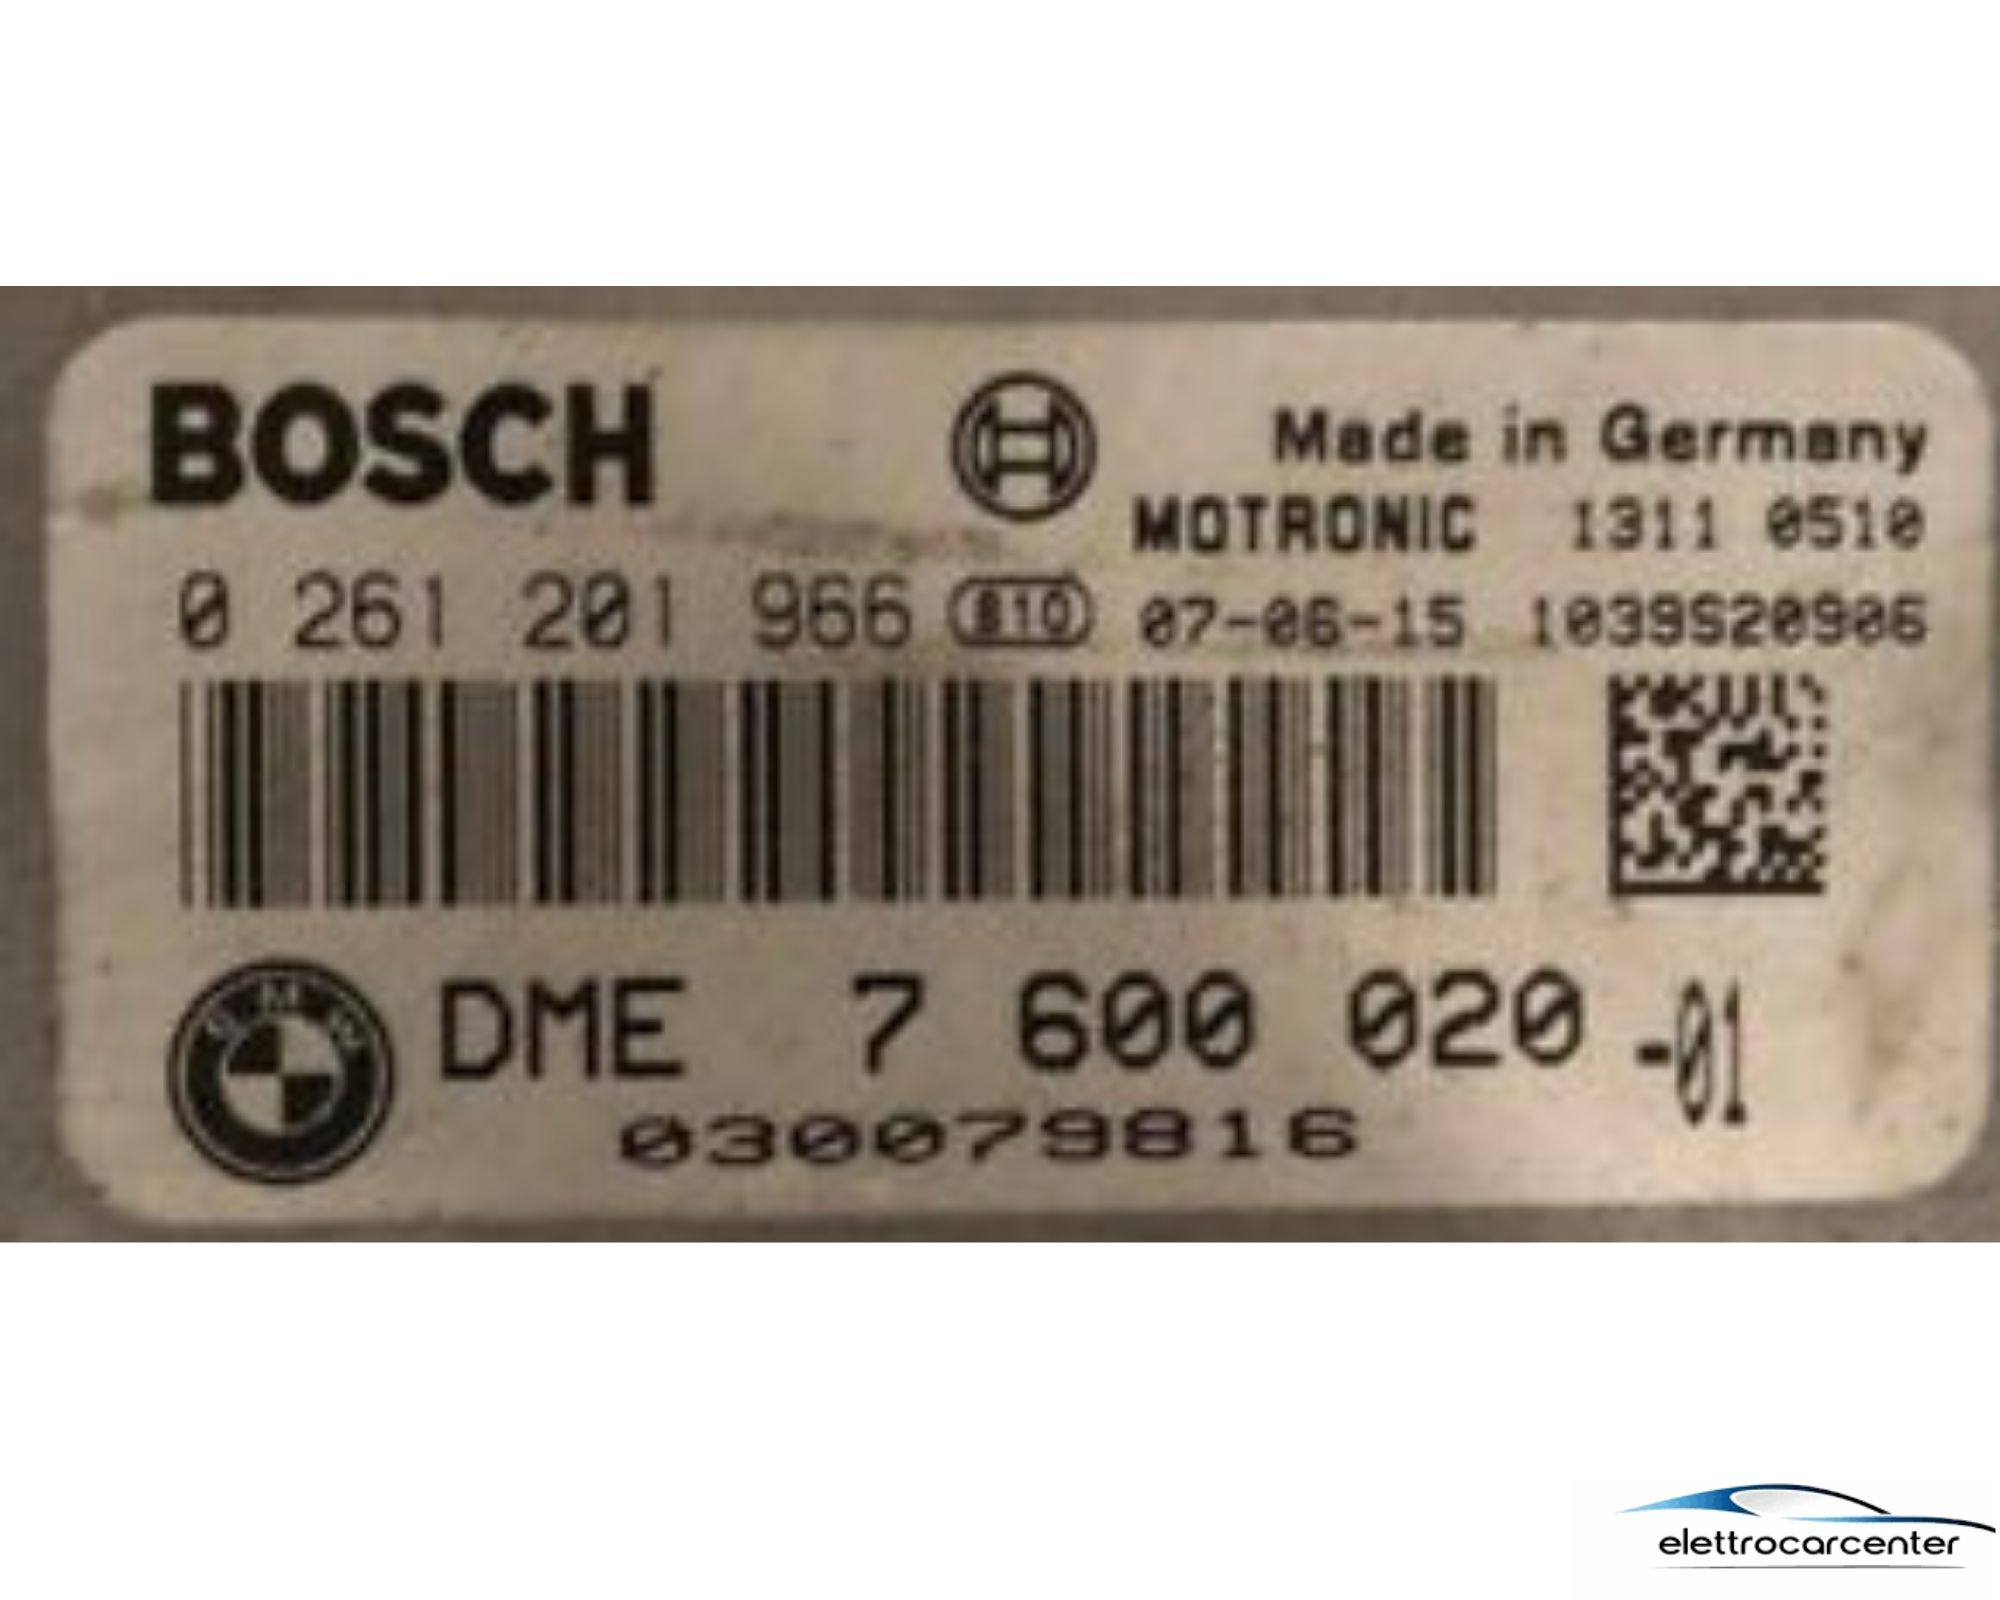 BOSCH
Made in Germany
MOTRONIC 1311 0510
0 261 201 966 810 07-06-15 1039S20906
BMW DME 7 600 020 -01
030079816
elettrocarcenter